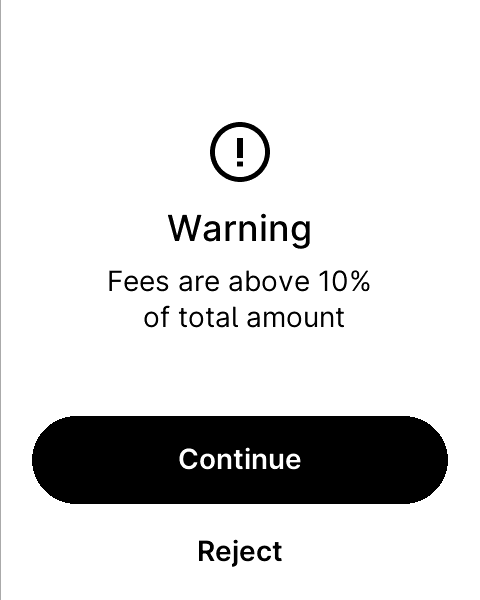 Warning
Fees are above 10%
of total amount
Continue
Reject